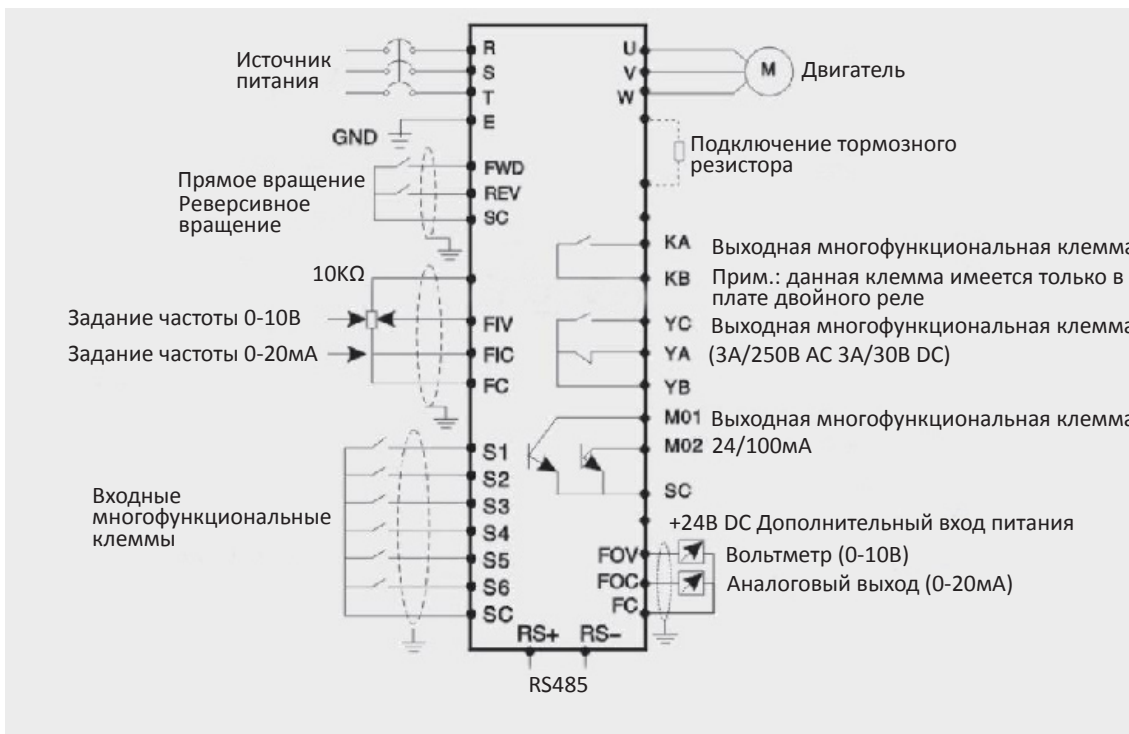 Источник
питания
R
S
T
E
GND
Прямое вращение
Реверсивное
вращение
FWD
REV
SC
10KΩ
Задание частоты 0-10В
FIV
Задание частоты 0-20мА
FIC
FC
Входные
многофункциональные
клеммы
S1
S2
S3
S4
S5
S6
SC
RS+ RS−
RS485
U
V
W
M
Двигатель
Подключение тормозного
резистора
KA Выходная многофункциональная клемма
KB Прим.: данная клемма имеется только в
плате двойного реле
YC Выходная многофункциональная клемма
YA (3А/250В AC 3А/30В DC)
YB
M01 Выходная многофункциональная клемма
M02 24/100мА
SC
+24В DC Дополнительный вход питания
FOV Вольтметр (0-10В)
FOC Аналоговый выход (0-20мА)
FC